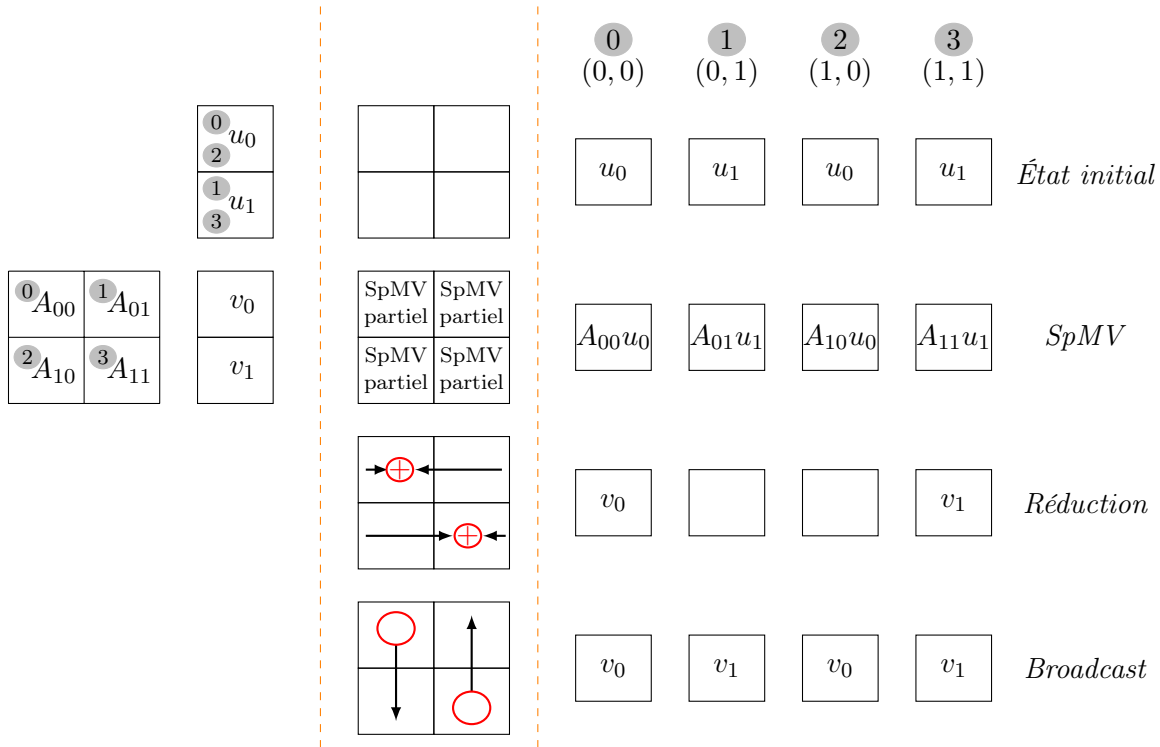 0 1 2 3
(0, 0) (0, 1) (1, 0) (1, 1)
0 u₀
2
1 u₁
3
u₀ u₁ u₀ u₁ État initial
0 A₀₀ 1 A₀₁ v₀
2 A₁₀ 3 A₁₁ v₁
SpMV SpMV
partiel partiel
SpMV SpMV
partiel partiel
A₀₀u₀ A₀₁u₁ A₁₀u₀ A₁₁u₁ SpMV
+
+
v₀ v₁ Réduction
v₀ v₁ v₀ v₁ Broadcast